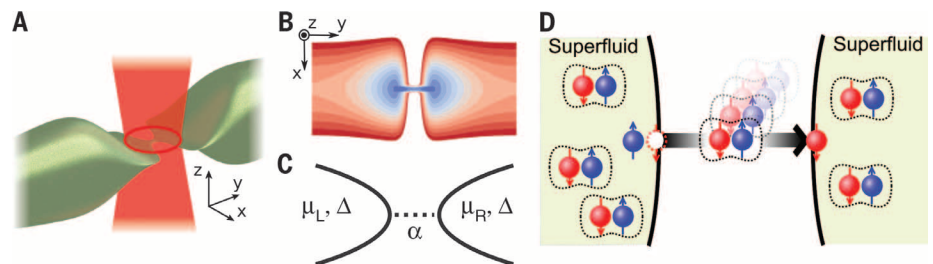 A
z
y
x
B
z
y
x
C
μL, Δ
μR, Δ
α
D
Superfluid
Superfluid